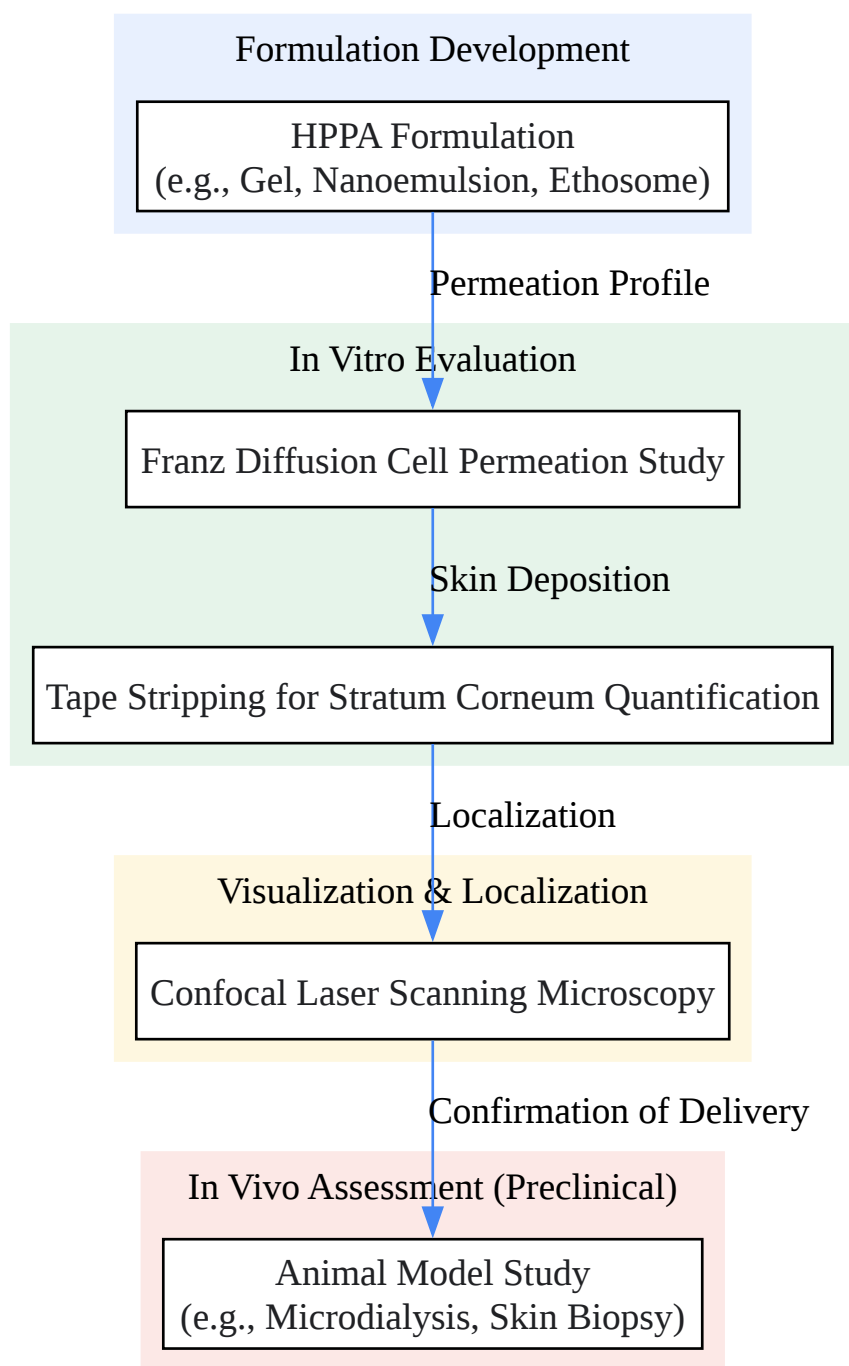 Formulation Development
HPPA Formulation
(e.g., Gel, Nanoemulsion, Ethosome)
Permeation Profile
In Vitro Evaluation
Franz Diffusion Cell Permeation Study
Skin Deposition
Tape Stripping for Stratum Corneum Quantification
Localization
Visualization & Localization
Confocal Laser Scanning Microscopy
Confirmation of Delivery
In Vivo Assessment (Preclinical)
Animal Model Study
(e.g., Microdialysis, Skin Biopsy)